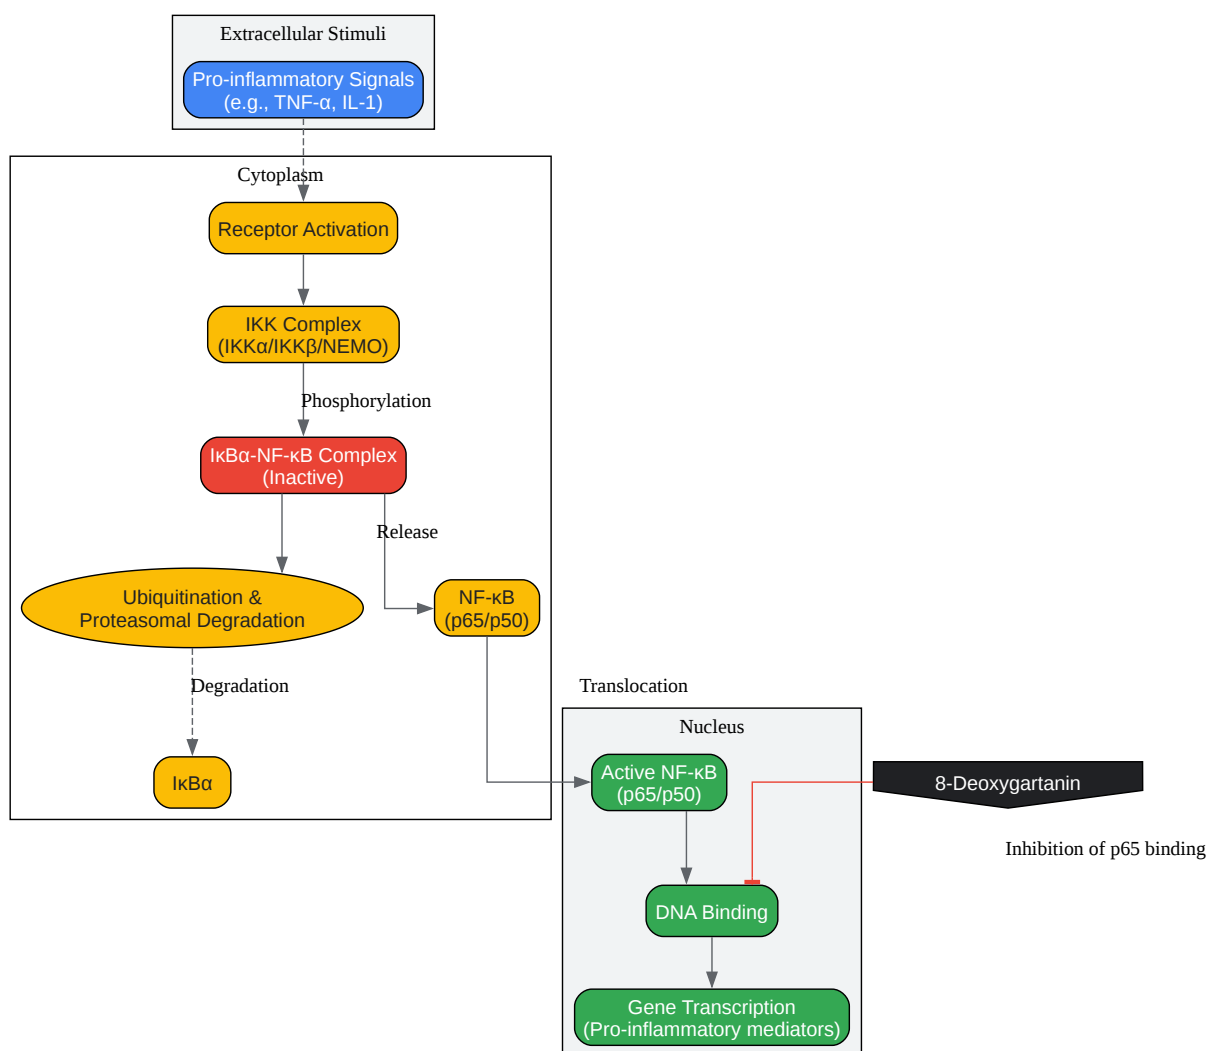 Extracellular Stimuli
Pro-inflammatory Signals
(e.g., TNF-α, IL-1)
Cytoplasm
Receptor Activation
IKK Complex
(IKKα/IKKβ/NEMO)
Phosphorylation
IκBα-NF-κB Complex
(Inactive)
Release
Ubiquitination &
Proteasomal Degradation
NF-κB
(p65/p50)
Degradation
Translocation
IκBα
Nucleus
Active NF-κB
(p65/p50)
8-Deoxygartanin
Inhibition of p65 binding
DNA Binding
Gene Transcription
(Pro-inflammatory mediators)